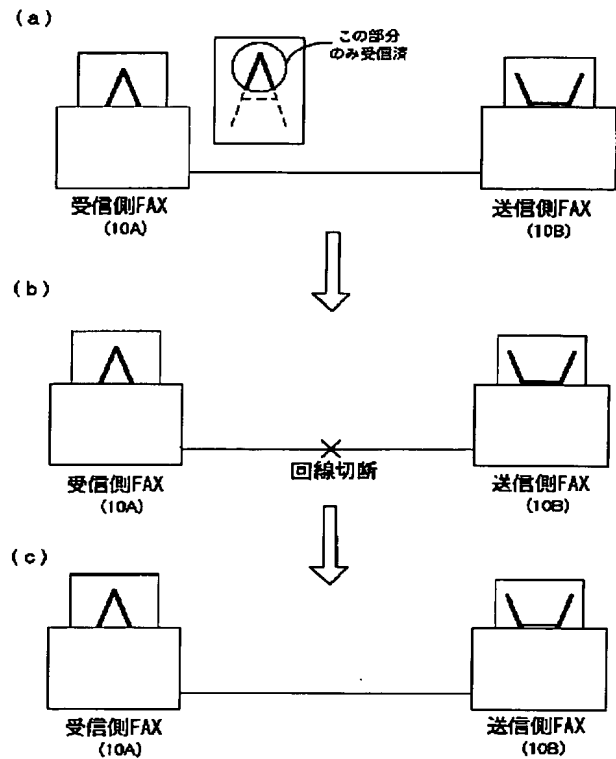 (a)
この部分
のみ受信済
受信側FAX
(10A)
送信側FAX
(10B)
(b)
回線切断
受信側FAX
(10A)
送信側FAX
(10B)
(c)
受信側FAX
(10A)
送信側FAX
(10B)